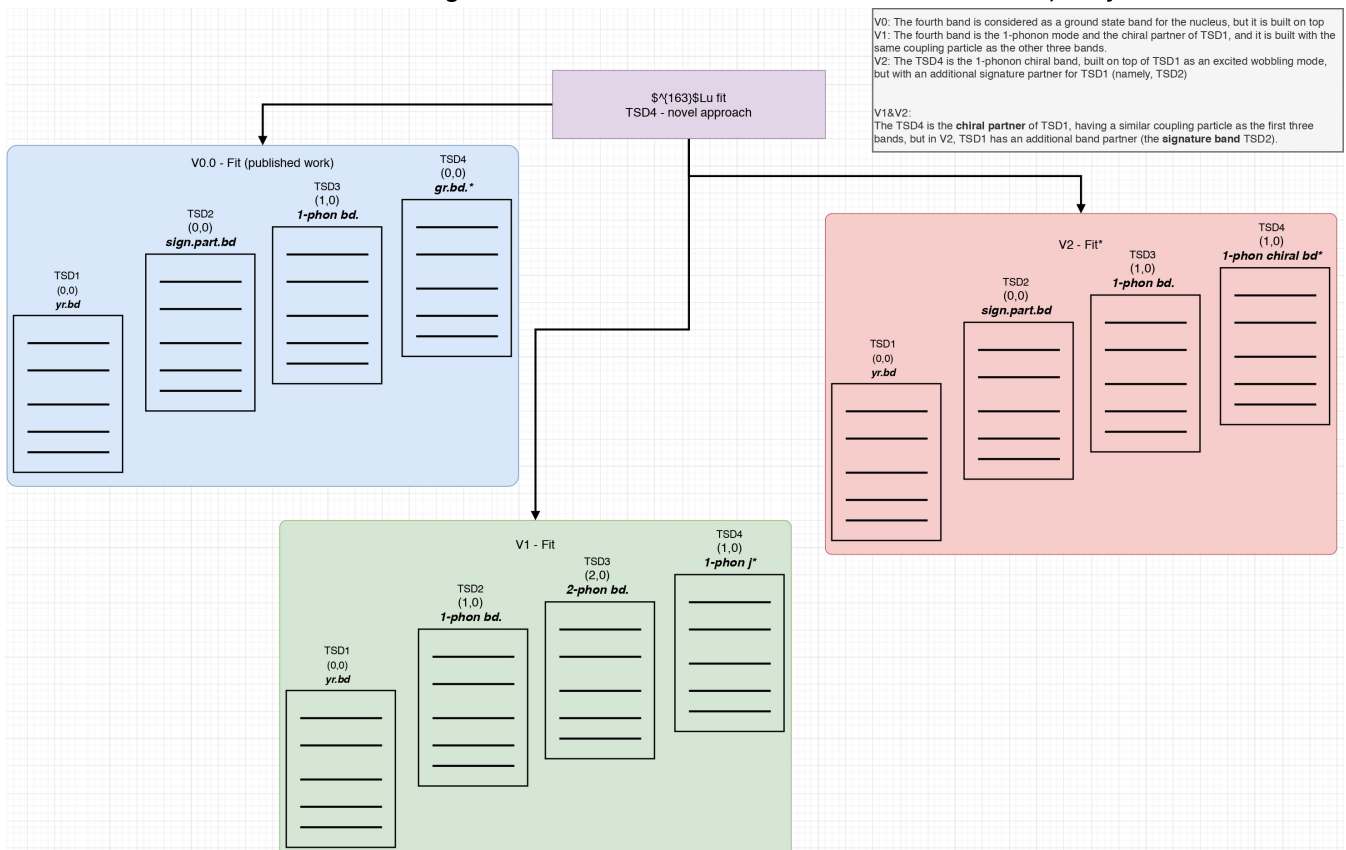 V0: The fourth band is considered as a ground state band for the nucleus, but it is built on top
V1: The fourth band is the 1-phonon mode and the chiral partner of TSD1, and it is built with the
same coupling particle as the other three bands.
V2: The TSD4 is the 1-phonon chiral band, built on top of TSD1 as an excited wobbling mode,
but with an additional signature partner for TSD1 (namely, TSD2)
V1&V2:
The TSD4 is the chiral partner of TSD1, having a similar coupling particle as the first three
bands, but in V2, TSD1 has an additional band partner (the signature band TSD2).
$^{163}$Lu fit
TSD4 - novel approach
V0.0 - Fit (published work)
TSD1
(0,0)
yr.bd
TSD2
(0,0)
sign.part.bd
TSD3
(1,0)
1-phon bd.
TSD4
(0,0)
gr.bd.*
V2 - Fit*
TSD1
(0,0)
yr.bd
TSD2
(0,0)
sign.part.bd
TSD3
(1,0)
1-phon bd.
TSD4
(1,0)
1-phon chiral bd*
V1 - Fit
TSD1
(0,0)
yr.bd
TSD2
(1,0)
1-phon bd.
TSD3
(2,0)
2-phon bd.
TSD4
(1,0)
1-phon j*